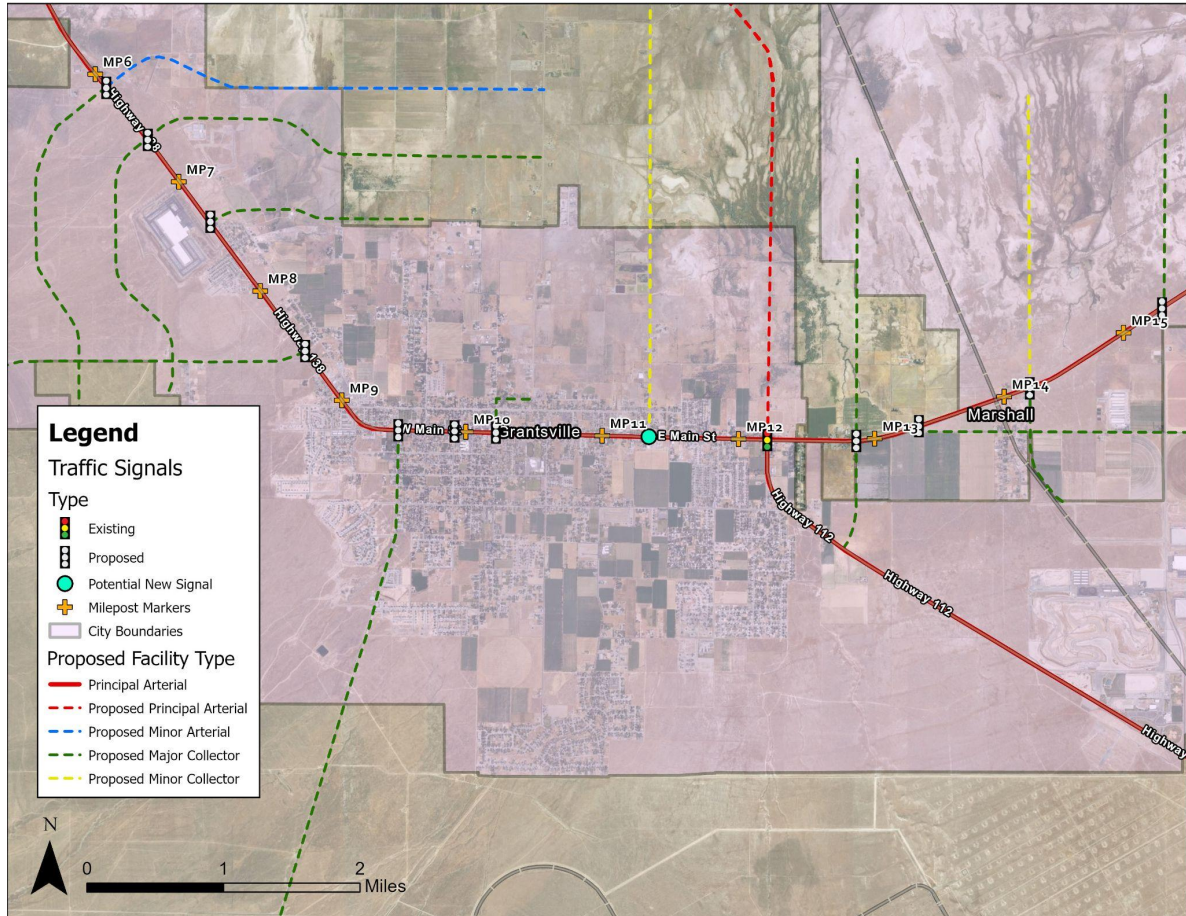 MP6
Highway 138
MP7
MP8
Highway 138
MP9
W Main
MP10
Grantsville
MP11
E Main St
MP12
MP13
MP14
Marshall
MP15
Highway 112
Highway 112
Highway
Legend
Traffic Signals
Type
Existing
Proposed
Potential New Signal
Milepost Markers
City Boundaries
Proposed Facility Type
Principal Arterial
Proposed Principal Arterial
Proposed Minor Arterial
Proposed Major Collector
Proposed Minor Collector
N
0 1 2
Miles